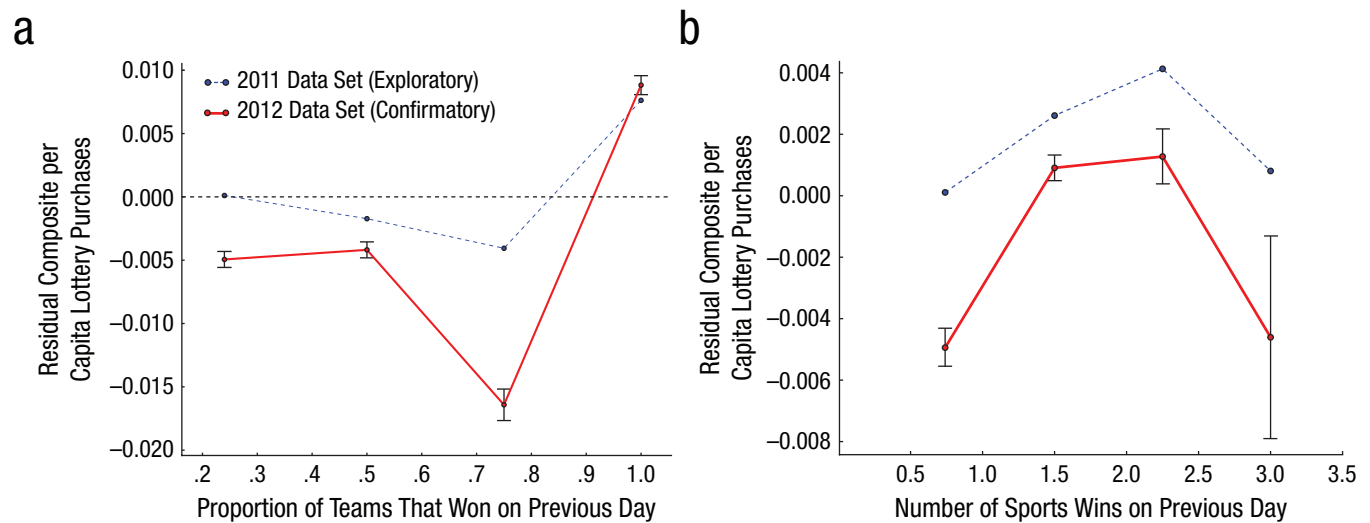 a
Residual Composite per
Capita Lottery Purchases
0.010
0.005
0.000
−0.005
−0.010
−0.015
−0.020
2011 Data Set (Exploratory)
2012 Data Set (Confirmatory)
.2 .3 .4 .5 .6 .7 .8 .9 1.0
Proportion of Teams That Won on Previous Day
b
Residual Composite per
Capita Lottery Purchases
0.004
0.002
0.000
−0.002
−0.004
−0.006
−0.008
0.5 1.0 1.5 2.0 2.5 3.0 3.5
Number of Sports Wins on Previous Day